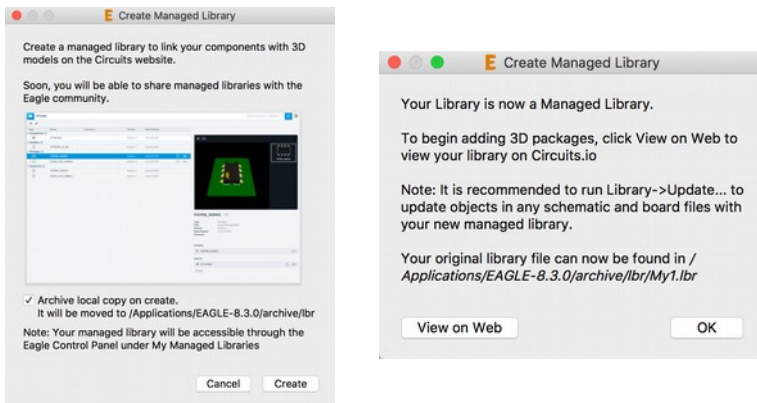 Create Managed Library
Create a managed library to link your components with 3D
models on the Circuits website.
Soon, you will be able to share managed libraries with the
Eagle community.
Archive local copy on create.
It will be moved to /Applications/EAGLE-8.3.0/archive/lbr
Note: Your managed library will be accessible through the
Eagle Control Panel under My Managed Libraries
Cancel
Create
Create Managed Library
Your Library is now a Managed Library.
To begin adding 3D packages, click View on Web to
view your library on Circuits.io
Note: It is recommended to run Library->Update... to
update objects in any schematic and board files with
your new managed library.
Your original library file can now be found in /
Applications/EAGLE-8.3.0/archive/lbr/My1.lbr
View on Web
OK